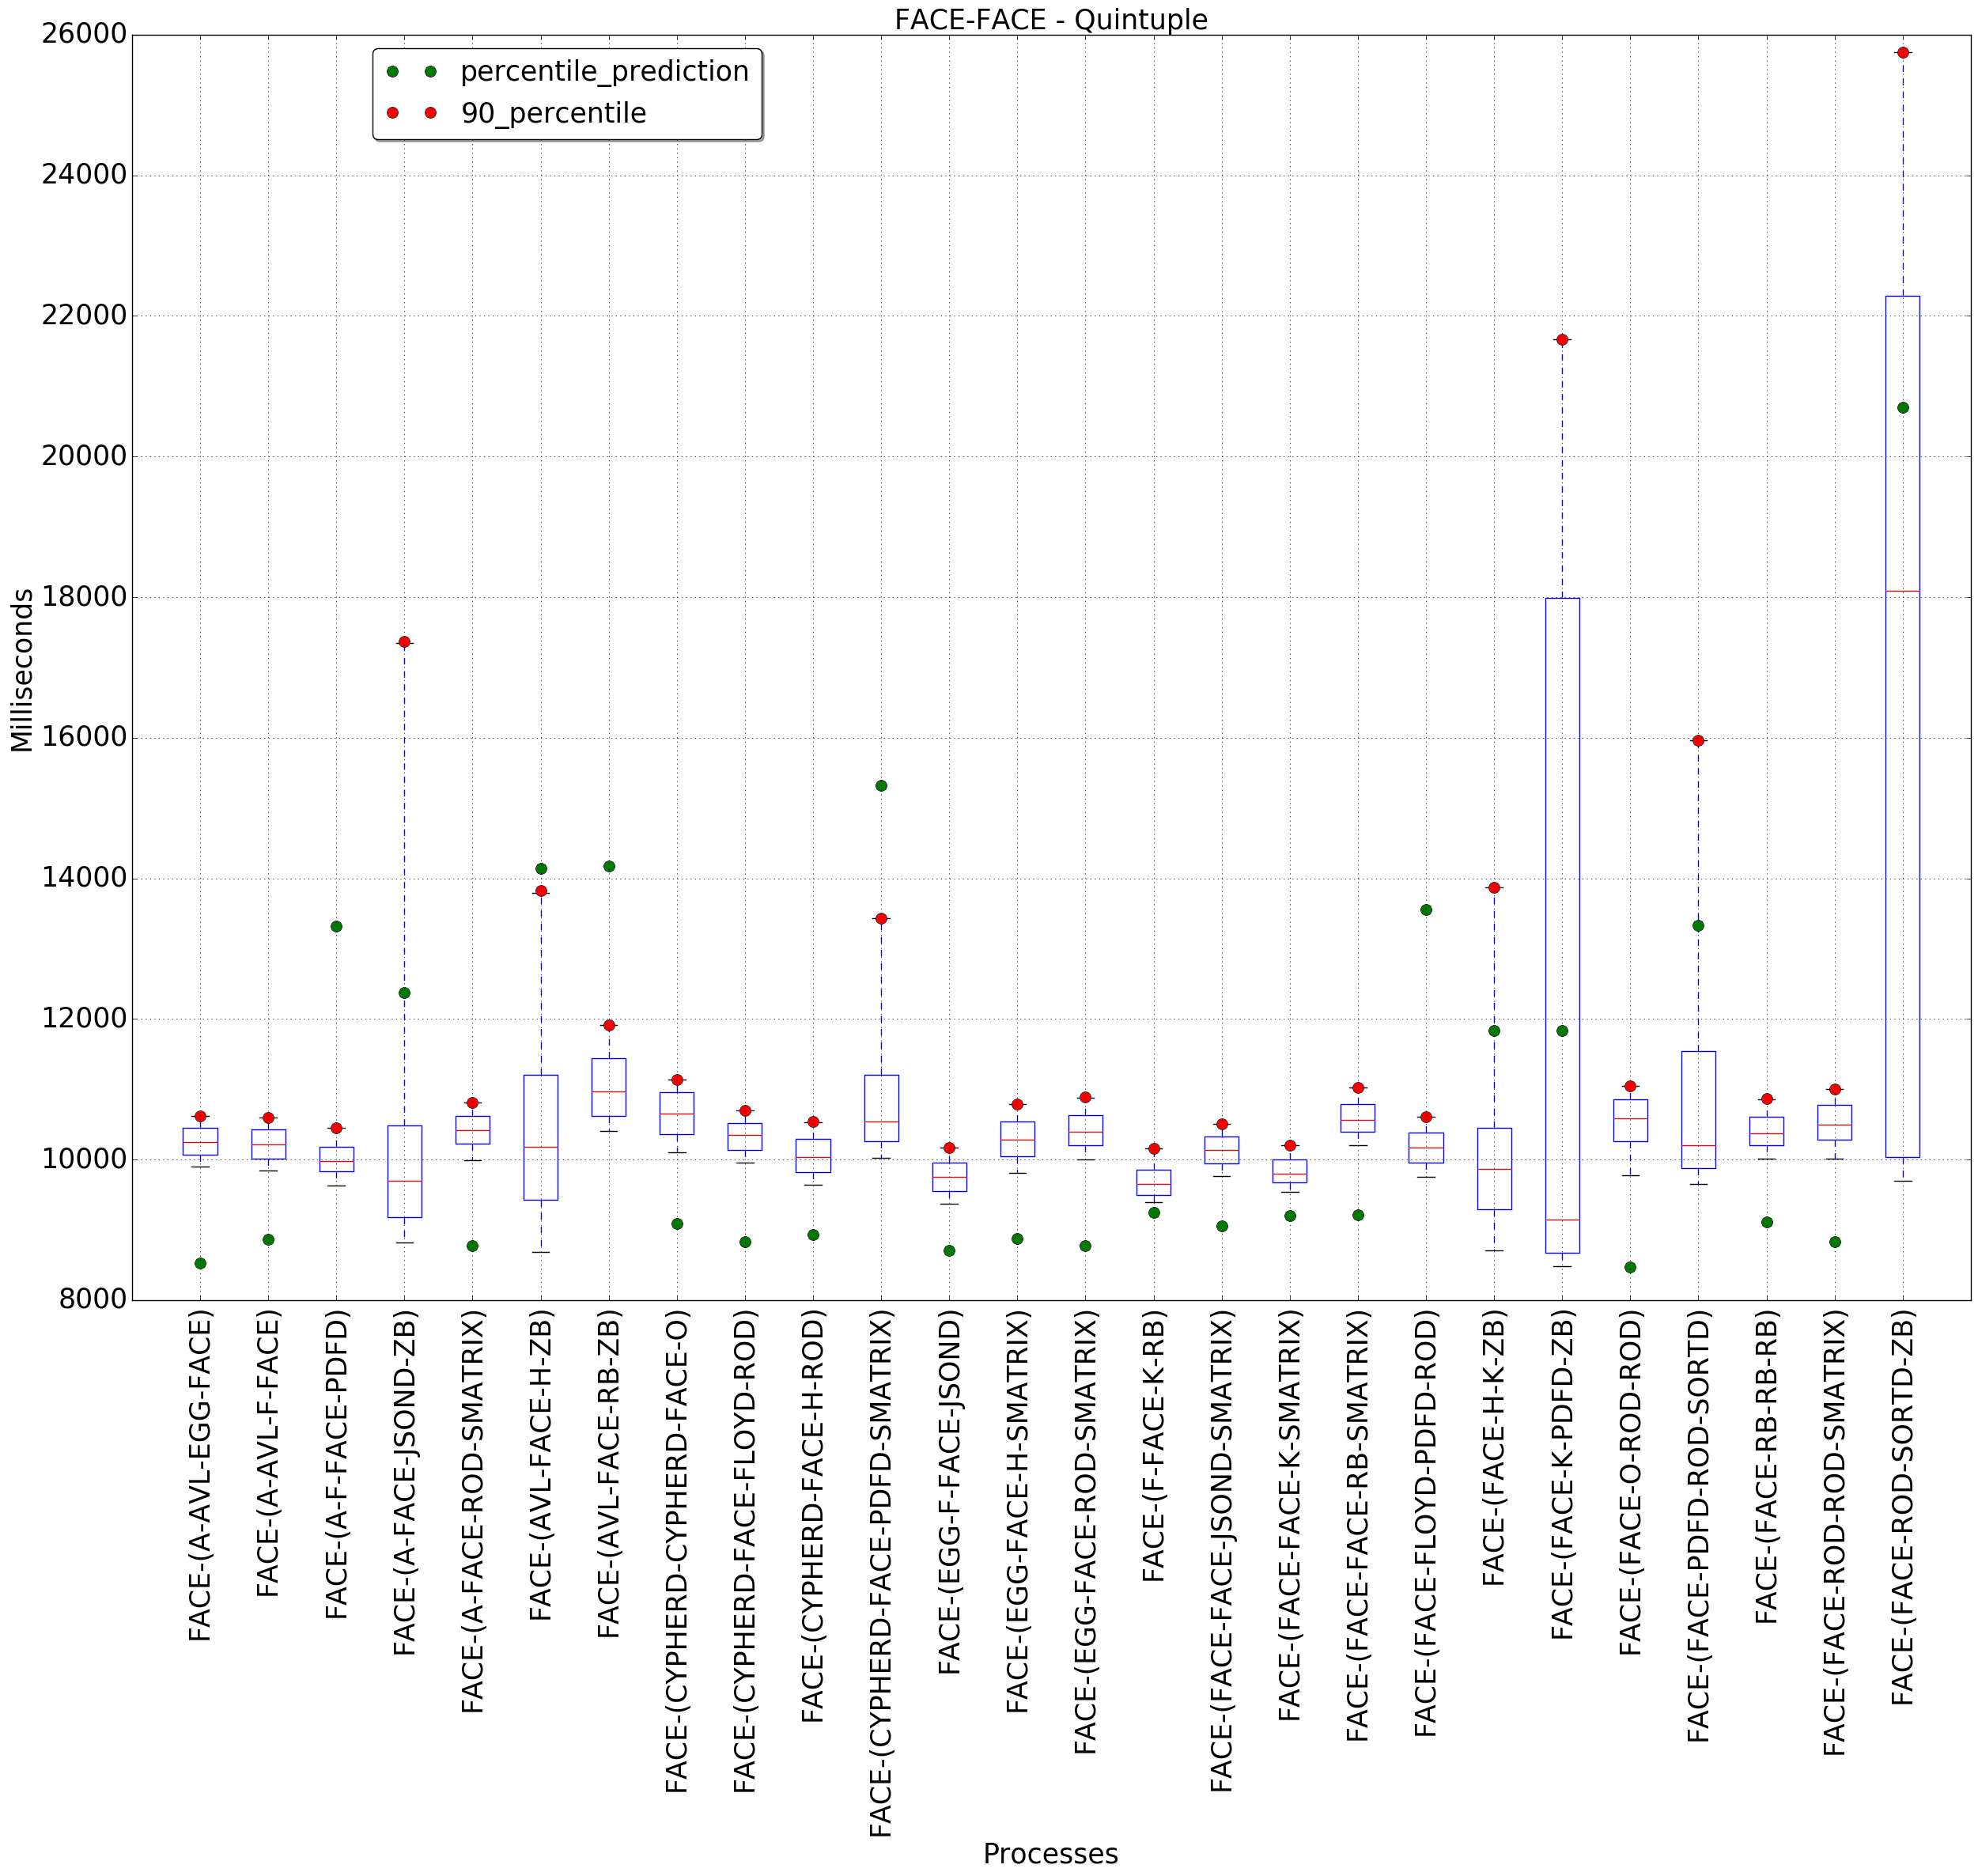 FACE-FACE - Quintuple
percentile_prediction
90_percentile
26000
24000
22000
20000
18000
16000
14000
12000
10000
8000
Milliseconds
FACE-(A-AVL-EGG-FACE)
FACE-(A-AVL-F-FACE)
FACE-(A-F-FACE-PDFD)
FACE-(A-FACE-JSOND-ZB)
FACE-(A-FACE-ROD-SMATRIX)
FACE-(AVL-FACE-H-ZB)
FACE-(AVL-FACE-RB-ZB)
FACE-(CYPHERD-CYPHERD-FACE-O)
FACE-(CYPHERD-FACE-FLOYD-ROD)
FACE-(CYPHERD-FACE-H-ROD)
FACE-(CYPHERD-FACE-PDFD-SMATRIX)
FACE-(EGG-F-FACE-JSOND)
FACE-(EGG-FACE-H-SMATRIX)
FACE-(EGG-FACE-ROD-SMATRIX)
FACE-(F-FACE-K-RB)
FACE-(FACE-FACE-JSOND-SMATRIX)
FACE-(FACE-FACE-K-SMATRIX)
FACE-(FACE-FACE-RB-SMATRIX)
FACE-(FACE-FLOYD-PDFD-ROD)
FACE-(FACE-H-K-ZB)
FACE-(FACE-K-PDFD-ZB)
FACE-(FACE-O-ROD-ROD)
FACE-(FACE-PDFD-ROD-SORTD)
FACE-(FACE-RB-RB-RB)
FACE-(FACE-ROD-ROD-SMATRIX)
FACE-(FACE-ROD-SORTD-ZB)
Processes